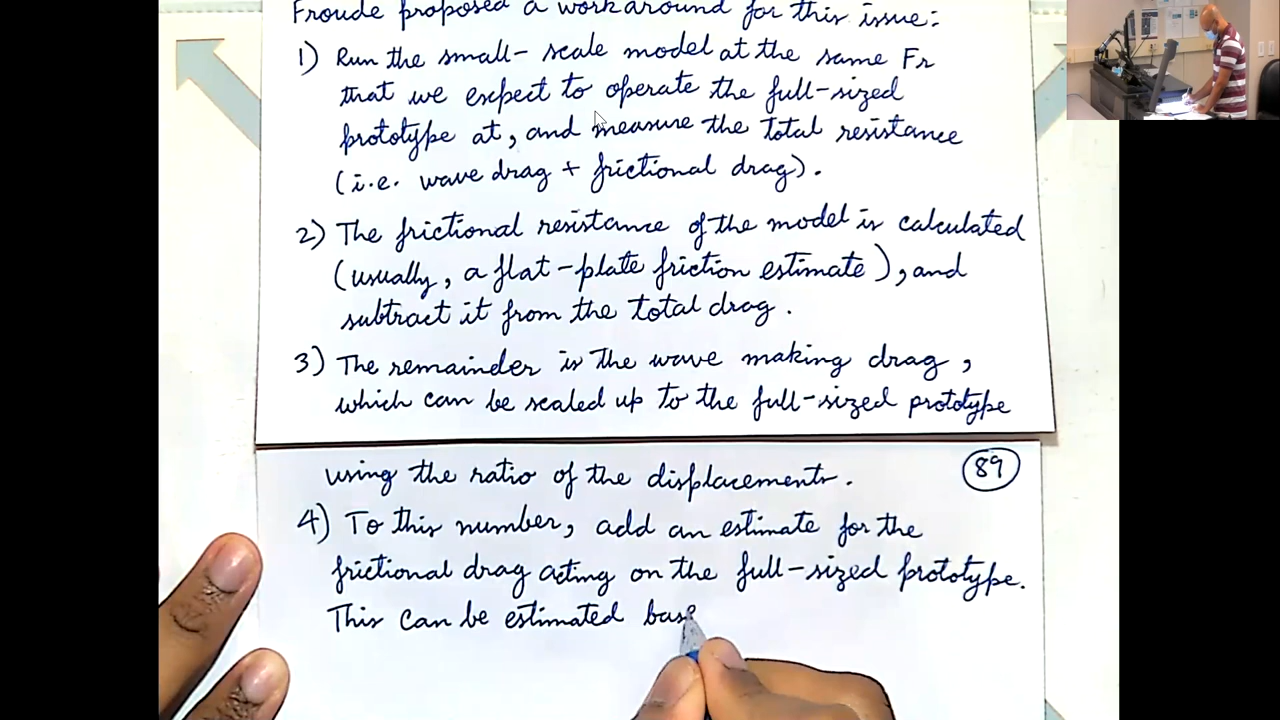 Froude proposed a workaround for this issue:
1) Run the small-scale model at the same Fr
that we expect to operate the full-sized
prototype at, and measure the total resistance
(i.e. wave drag + frictional drag).
2) The frictional resistance of the model is calculated
(usually, a flat-plate friction estimate), and
subtract it from the total drag.
3) The remainder is the wave making drag,
which can be scaled up to the full-sized prototype
using the ratio of the displacements.
89
4) To this number, add an estimate for the
frictional drag acting on the full-sized prototype.
This can be estimated base